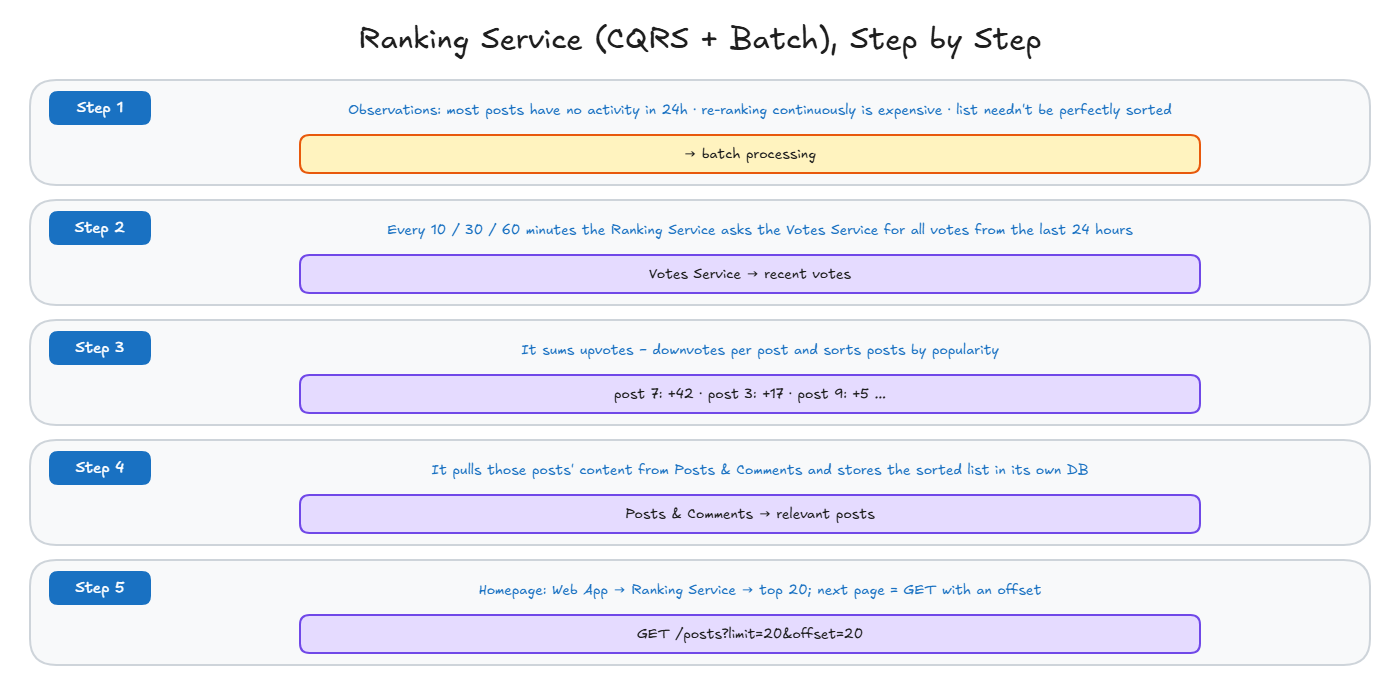 Ranking Service (CQRS + Batch), Step by Step
Step 1
Observations: most posts have no activity in 24h · re-ranking continuously is expensive · list needn't be perfectly sorted
→ batch processing
Step 2
Every 10 / 30 / 60 minutes the Ranking Service asks the Votes Service for all votes from the last 24 hours
Votes Service → recent votes
Step 3
It sums upvotes − downvotes per post and sorts posts by popularity
post 7: +42 · post 3: +17 · post 9: +5 ...
Step 4
It pulls those posts' content from Posts & Comments and stores the sorted list in its own DB
Posts & Comments → relevant posts
Step 5
Homepage: Web App → Ranking Service → top 20; next page = GET with an offset
GET /posts?limit=20&offset=20